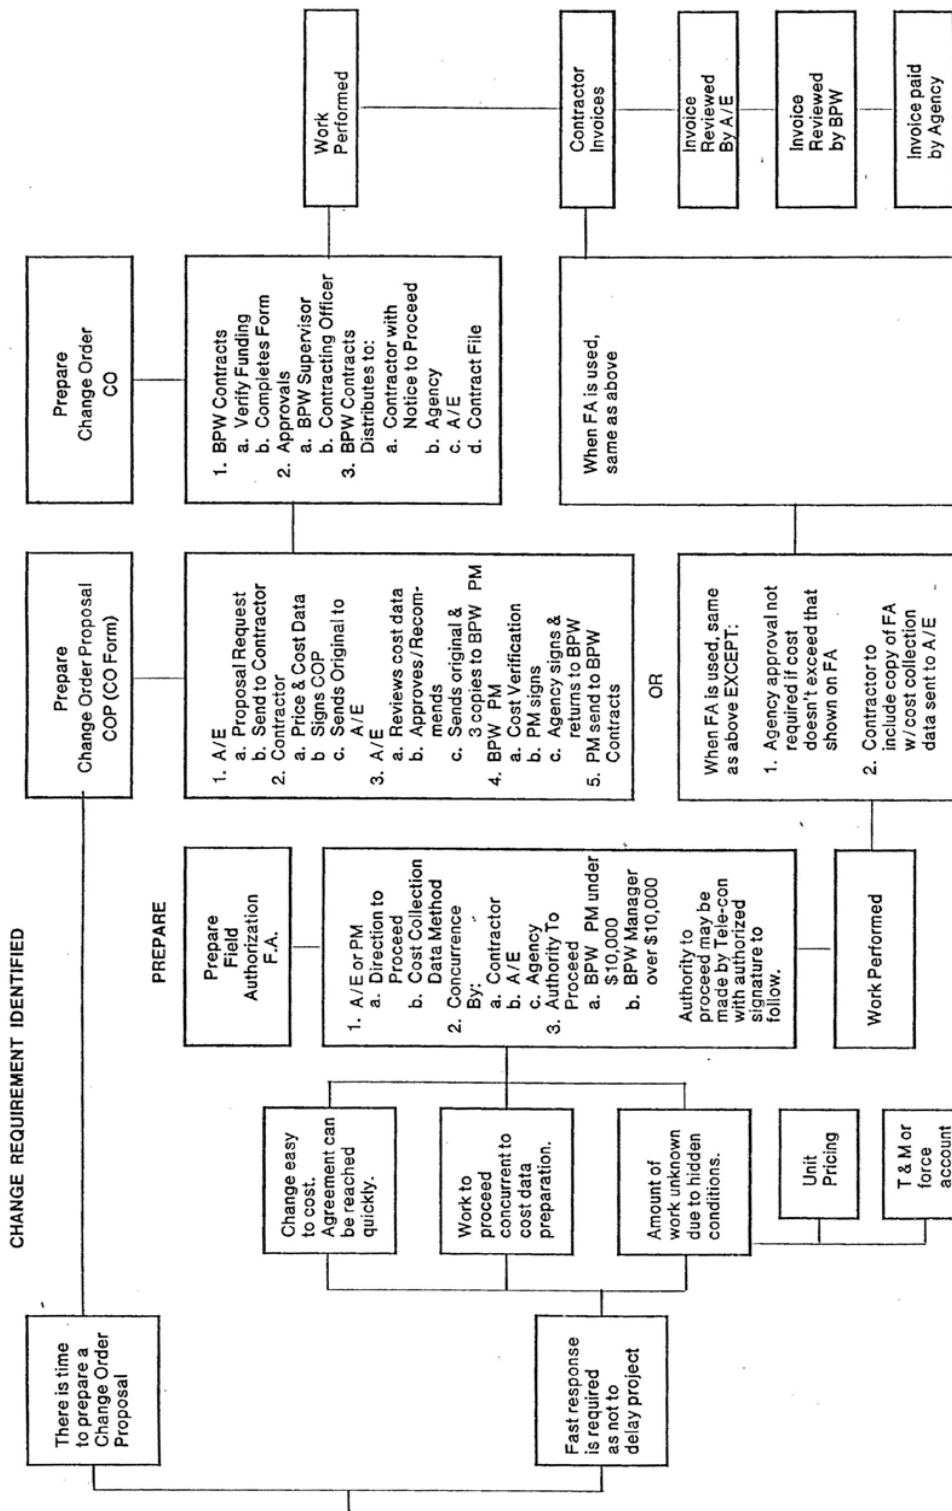 CHANGE REQUIREMENT IDENTIFIED
There is time
to prepare a
Change Order
Proposal
Fast response
is required
as not to
delay project
Change easy
to cost.
Agreement can
be reached
quickly.
Work to
proceed
concurrent to
cost data
preparation.
Amount of
work unknown
due to hidden
conditions.
Unit
Pricing
T & M or
force
account
PREPARE
Prepare
Field
Authorization
F.A.
1. A/E or PM
a. Direction to
Proceed
b. Cost Collection
Data Method
2. Concurrence
By:
a. Contractor
b. A/E
c. Agency
3. Authority To
Proceed
a. BPW PM under
$10,000
b. BPW Manager
over $10,000
Authority to
proceed may be
made by Tele-con
with authorized
signature to
follow.
Work Performed
Prepare
Change Order Proposal
COP (CO Form)
1. A/E
a. Proposal Request
b. Send to Contractor
2. Contractor
a. Price & Cost Data
b Signs COP
c. Sends Original to
A/E
3. A/E
a. Reviews cost data
b. Approves/Recom-
mends
c. Sends original &
3 copies to BPW PM
4. BPW PM
a. Cost Verification
b. PM signs
c. Agency signs &
returns to BPW
5. PM send to BPW
Contracts
OR
When FA is used, same
as above EXCEPT:
1. Agency approval not
required if cost
doesn't exceed that
shown on FA
2. Contractor to
include copy of FA
w/cost collection
data sent to A/E
Prepare
Change Order
CO
1. BPW Contracts
a. Verify Funding
b. Completes Form
2. Approvals
a. BPW Supervisor
b. Contracting Officer
3. BPW Contracts
Distributes to:
a. Contractor with
Notice to Proceed
b. Agency
c. A/E
d. Contract File
When FA is used,
same as above
Work
Performed
Contractor
Invoices
Invoice
Reviewed
By A/E
Invoice
Reviewed
by BPW
Invoice paid
by Agency